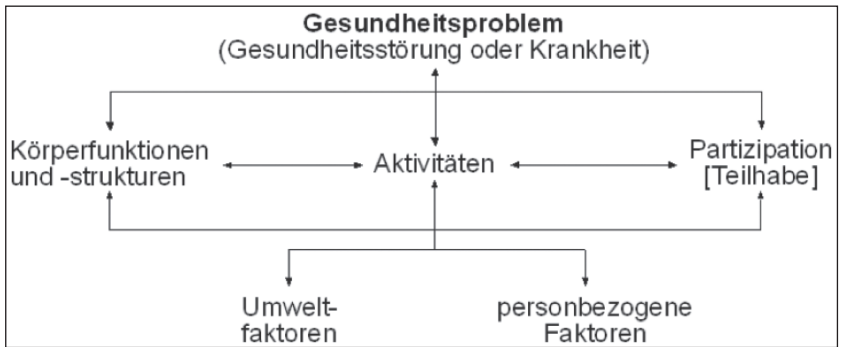 Gesundheitsproblem
(Gesundheitsstörung oder Krankheit)
Körperfunktionen
und -strukturen
Aktivitäten
Partizipation
[Teilhabe]
Umwelt-
faktoren
personbezogene
Faktoren